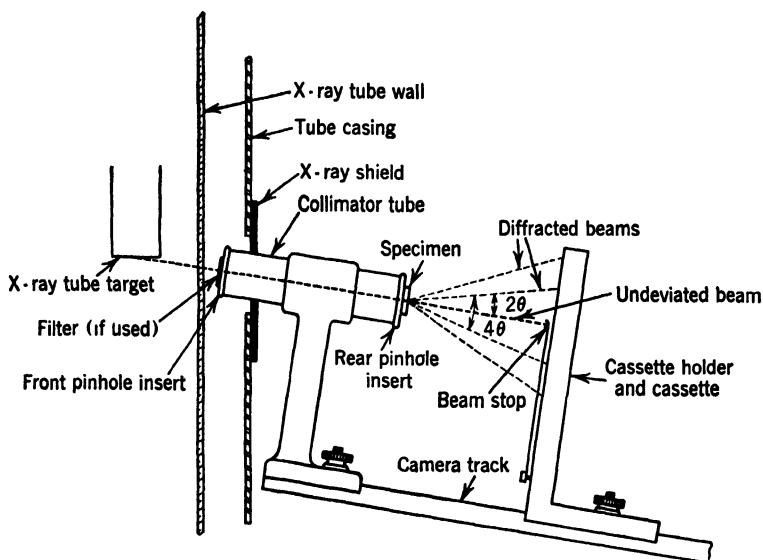 X-ray tube wall
Tube casing
X-ray shield
Collimator tube
Specimen
Diffracted beams
X-ray tube target
2θ
Undeviated beam
4θ
Filter (ıf used)
Front pinhole insert
Rear pinhole
insert
Beam stop
Cassette holder
and cassette
Camera track